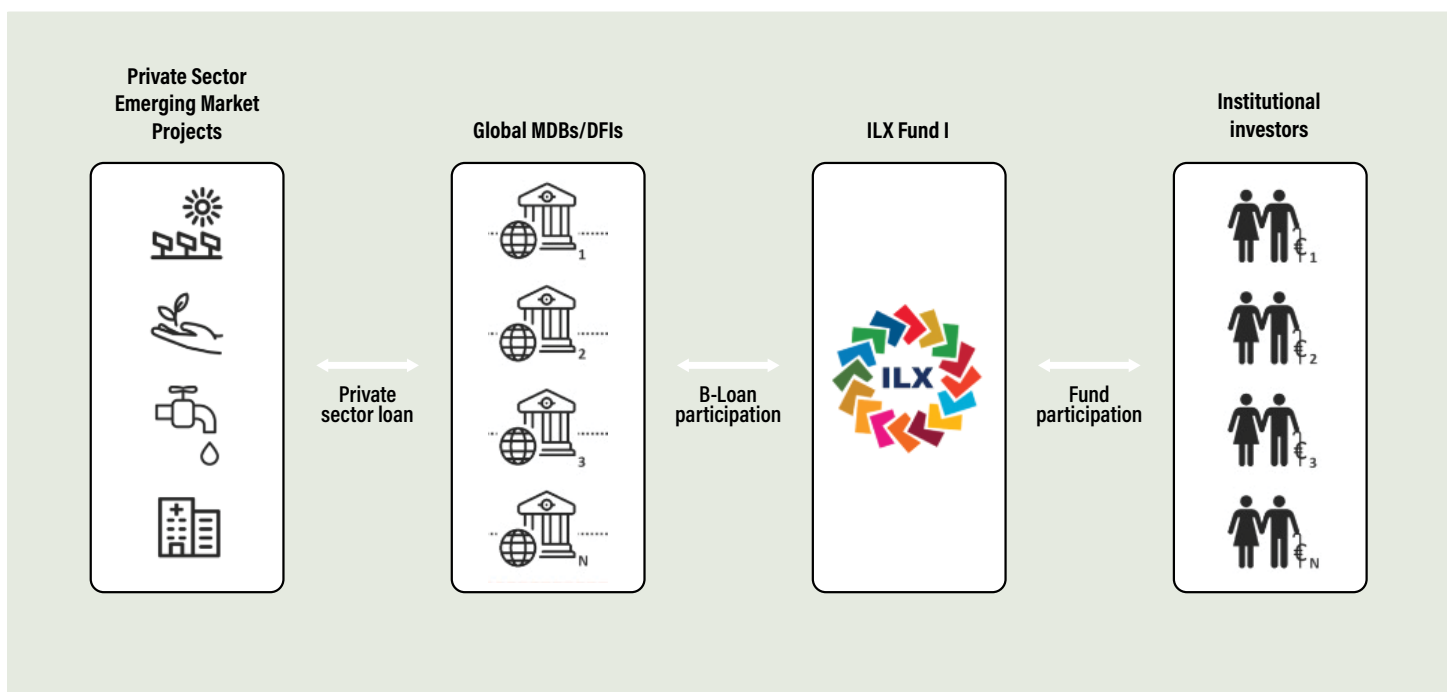 Private Sector
Emerging Market
Projects
Global MDBs/DFIs
ILX Fund I
Institutional
investors
1
2
3
N
Private
sector loan
B-Loan
participation
ILX
Fund
participation
€1
€2
€3
€N